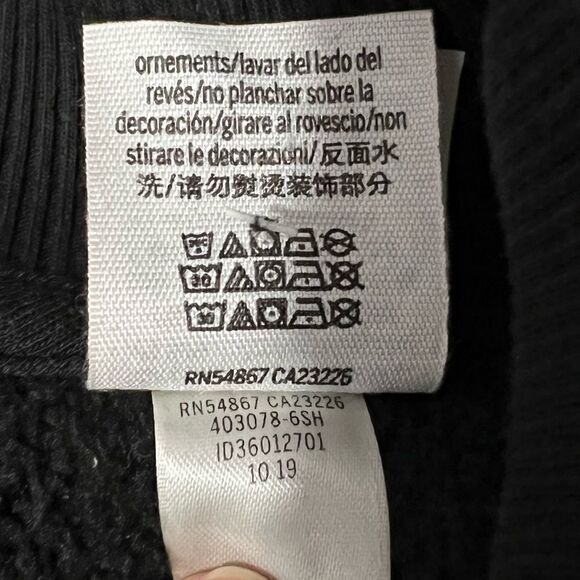 ornements/lavar del lado del
revés/no planchar sobre la
decoración/girare al rovescio/non
stirare le decorazioni/反面水
洗/请勿熨烫装饰部分
30
30
RN54867 CA23226
RN54867 CA23226
403078-6SH
ID36012701
10 19